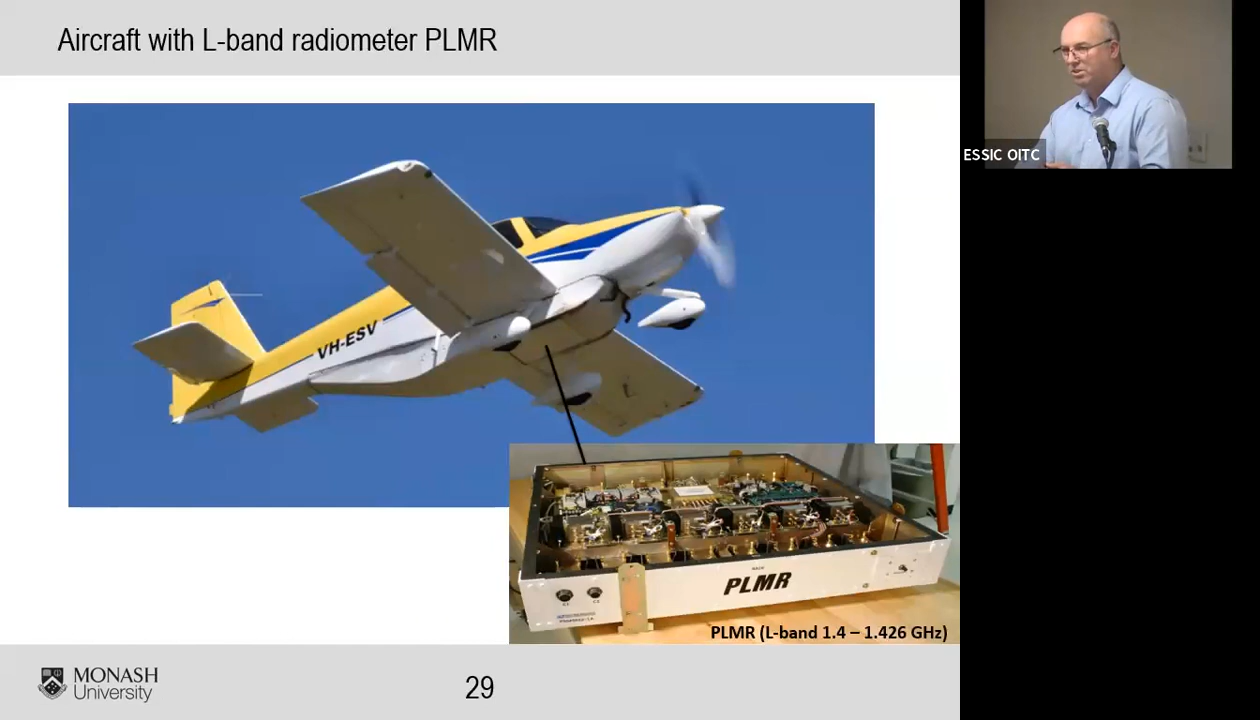 Aircraft with L-band radiometer PLMR
ESSIC OITC
VH-ESV
PLMR
PLMR (L-band 1.4 – 1.426 GHz)
MONASH
University
29